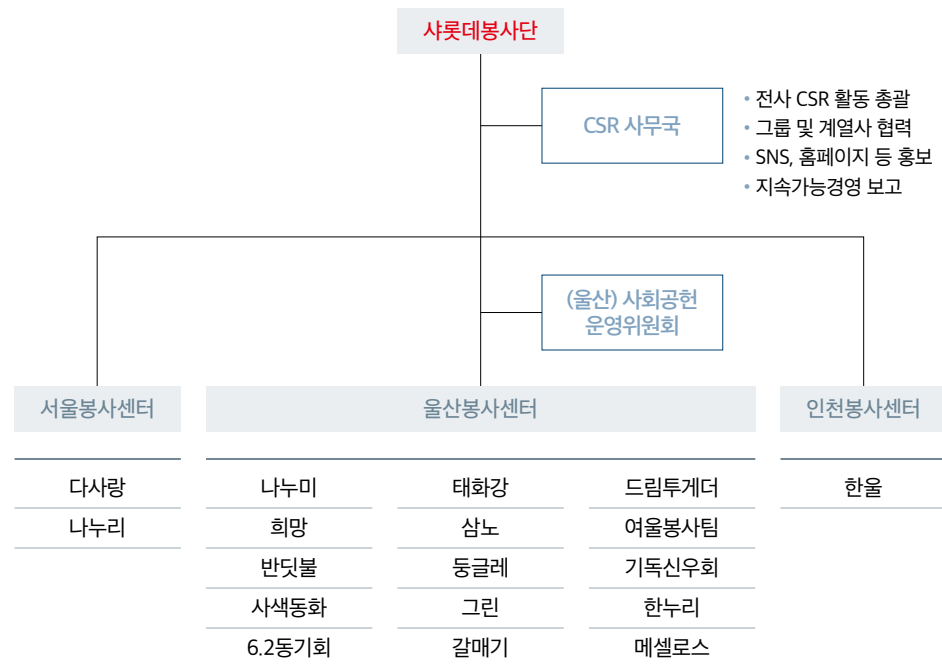 샤롯데봉사단
CSR 사무국
• 전사 CSR 활동 총괄
• 그룹 및 계열사 협력
• SNS, 홈페이지 등 홍보
• 지속가능경영 보고
(울산) 사회공헌
운영위원회
서울봉사센터
울산봉사센터
인천봉사센터
다사랑
나누미
태화강
드림투게더
한울
나누리
희망
삼노
여울봉사팀
반딧불
둥글레
기독신우회
사색동화
그린
한누리
6.2동기회
갈매기
메셀로스